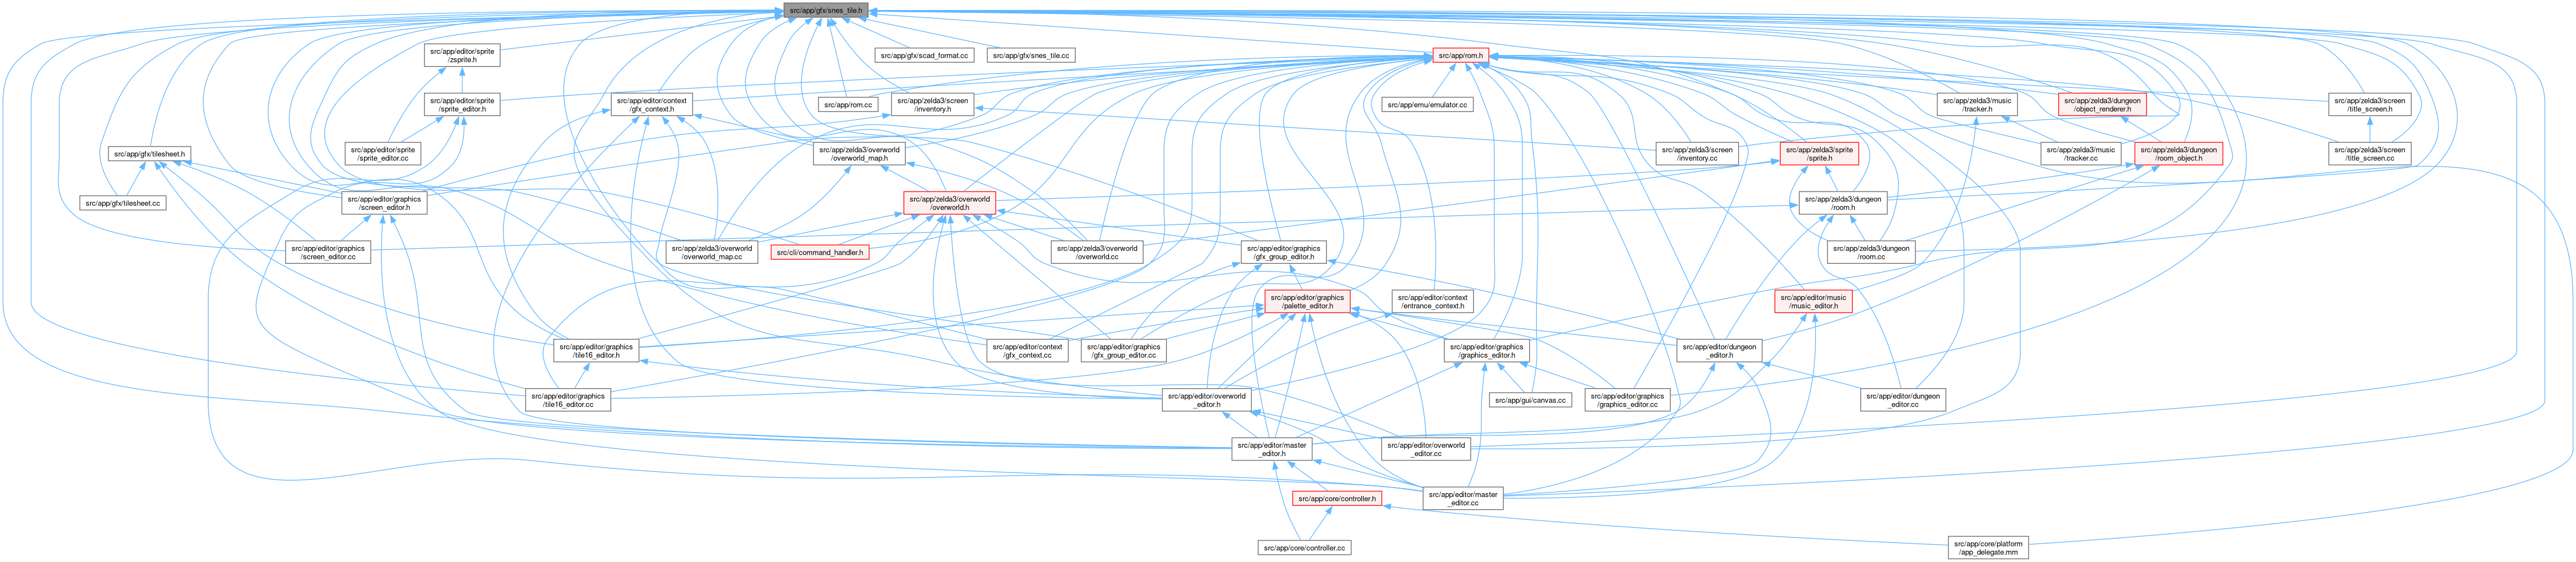 src/app/gfx/snes_tile.h
src/app/editor/sprite
/zsprite.h
src/app/gfx/scad_format.cc
src/app/gfx/snes_tile.cc
src/app/rom.h
src/app/editor/sprite
/sprite_editor.h
src/app/editor/context
/gfx_context.h
src/app/rom.cc
src/app/zelda3/screen
/inventory.h
src/app/emu/emulator.cc
src/app/zelda3/music
/tracker.h
src/app/zelda3/dungeon
/object_renderer.h
src/app/zelda3/screen
/title_screen.h
src/app/gfx/tilesheet.h
src/app/editor/sprite
/sprite_editor.cc
src/app/zelda3/overworld
/overworld_map.h
src/app/zelda3/screen
/inventory.cc
src/app/zelda3/sprite
/sprite.h
src/app/zelda3/music
/tracker.cc
src/app/zelda3/dungeon
/room_object.h
src/app/zelda3/screen
/title_screen.cc
src/app/gfx/tilesheet.cc
src/app/editor/graphics
/screen_editor.h
src/app/zelda3/overworld
/overworld.h
src/app/zelda3/dungeon
/room.h
src/app/editor/graphics
/screen_editor.cc
src/app/zelda3/overworld
/overworld_map.cc
src/cli/command_handler.h
src/app/zelda3/overworld
/overworld.cc
src/app/editor/graphics
/gfx_group_editor.h
src/app/zelda3/dungeon
/room.cc
src/app/editor/graphics
/palette_editor.h
src/app/editor/context
/entrance_context.h
src/app/editor/music
/music_editor.h
src/app/editor/graphics
/tile16_editor.h
src/app/editor/context
/gfx_context.cc
src/app/editor/graphics
/gfx_group_editor.cc
src/app/editor/graphics
/graphics_editor.h
src/app/editor/dungeon
_editor.h
src/app/editor/graphics
/tile16_editor.cc
src/app/editor/overworld
_editor.h
src/app/gui/canvas.cc
src/app/editor/graphics
/graphics_editor.cc
src/app/editor/dungeon
_editor.cc
src/app/editor/master
_editor.h
src/app/editor/overworld
_editor.cc
src/app/core/controller.h
src/app/editor/master
_editor.cc
src/app/core/controller.cc
src/app/core/platform
/app_delegate.mm